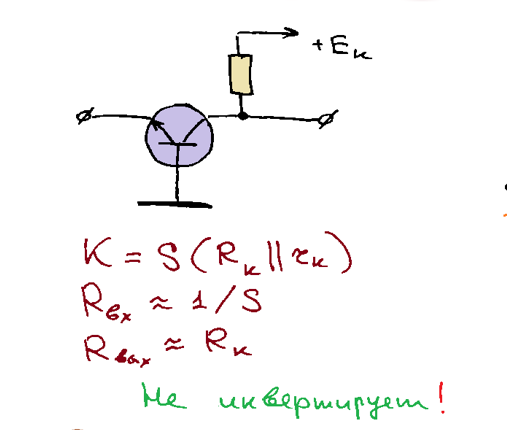 +Eк
K = S(Rк||rк)
Rвх ≈ 1/S
Rвых ≈ Rк
Не инвертирует!